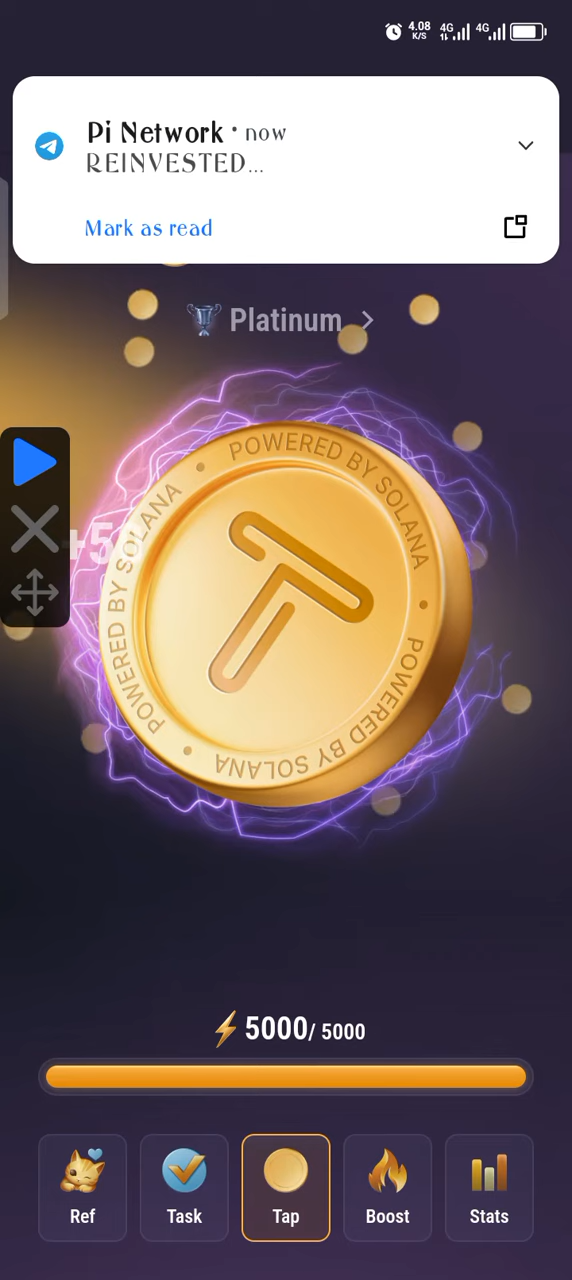 4.08
K/S
4G
4G
Pi Network • now
REINVESTED...
Mark as read
Platinum
+5
POWERED BY SOLANA • POWERED BY SOLANA • POWERED BY SOLANA •
5000/ 5000
Ref
Task
Tap
Boost
Stats